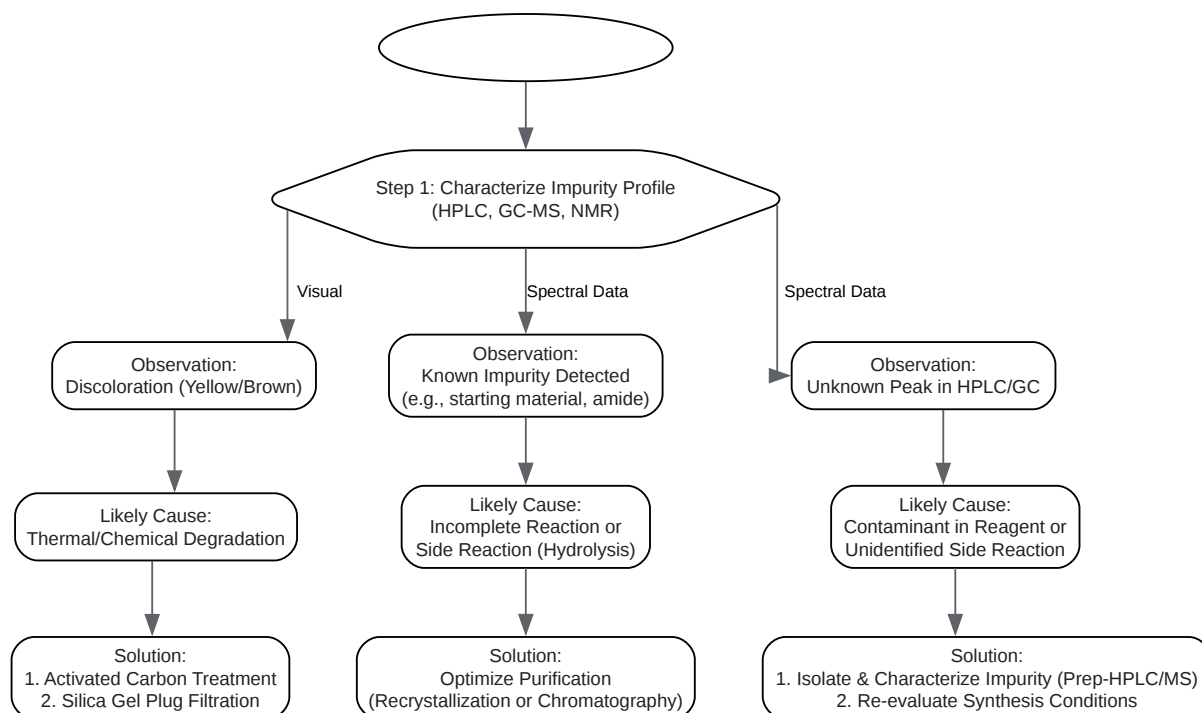 Step 1: Characterize Impurity Profile
(HPLC, GC-MS, NMR)
Visual
Spectral Data
Spectral Data
Observation:
Discoloration (Yellow/Brown)
Observation:
Known Impurity Detected
(e.g., starting material, amide)
Observation:
Unknown Peak in HPLC/GC
Likely Cause:
Thermal/Chemical Degradation
Likely Cause:
Incomplete Reaction or
Side Reaction (Hydrolysis)
Likely Cause:
Contaminant in Reagent or
Unidentified Side Reaction
Solution:
1. Activated Carbon Treatment
2. Silica Gel Plug Filtration
Solution:
Optimize Purification
(Recrystallization or Chromatography)
Solution:
1. Isolate & Characterize Impurity (Prep-HPLC/MS)
2. Re-evaluate Synthesis Conditions